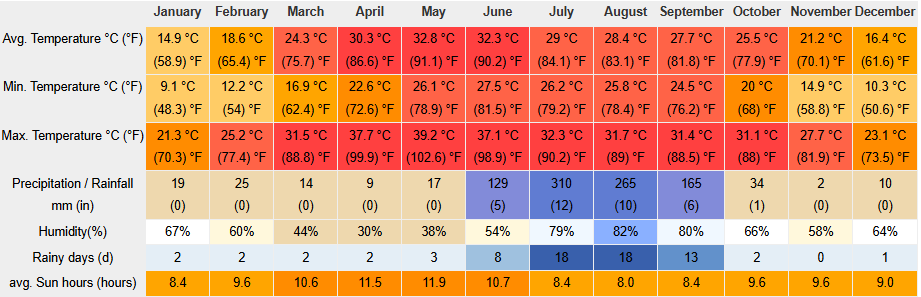 January February March April May June July August September October November December
Avg. Temperature °C (°F) 14.9 °C 18.6 °C 24.3 °C 30.3 °C 32.8 °C 32.3 °C 29 °C 28.4 °C 27.7 °C 25.5 °C 21.2 °C 16.4 °C
(58.9) °F (65.4) °F (75.7) °F (86.6) °F (91.1) °F (90.2) °F (84.1) °F (83.1) °F (81.8) °F (77.9) °F (70.1) °F (61.6) °F
Min. Temperature °C (°F) 9.1 °C 12.2 °C 16.9 °C 22.6 °C 26.1 °C 27.5 °C 26.2 °C 25.8 °C 24.5 °C 20 °C 14.9 °C 10.3 °C
(48.3) °F (54) °F (62.4) °F (72.6) °F (78.9) °F (81.5) °F (79.2) °F (78.4) °F (76.2) °F (68) °F (58.8) °F (50.6) °F
Max. Temperature °C (°F) 21.3 °C 25.2 °C 31.5 °C 37.7 °C 39.2 °C 37.1 °C 32.3 °C 31.7 °C 31.4 °C 31.1 °C 27.7 °C 23.1 °C
(70.3) °F (77.4) °F (88.8) °F (99.9) °F (102.6) °F (98.9) °F (90.2) °F (89) °F (88.5) °F (88) °F (81.9) °F (73.5) °F
Precipitation / Rainfall 19 25 14 9 17 129 310 265 165 34 2 10
mm (in) (0) (0) (0) (0) (0) (5) (12) (10) (6) (1) (0) (0)
Humidity(%) 67% 60% 44% 30% 38% 54% 79% 82% 80% 66% 58% 64%
Rainy days (d) 2 2 2 2 3 8 18 18 13 2 0 1
avg. Sun hours (hours) 8.4 9.6 10.6 11.5 11.9 10.7 8.4 8.0 8.4 9.6 9.6 9.0